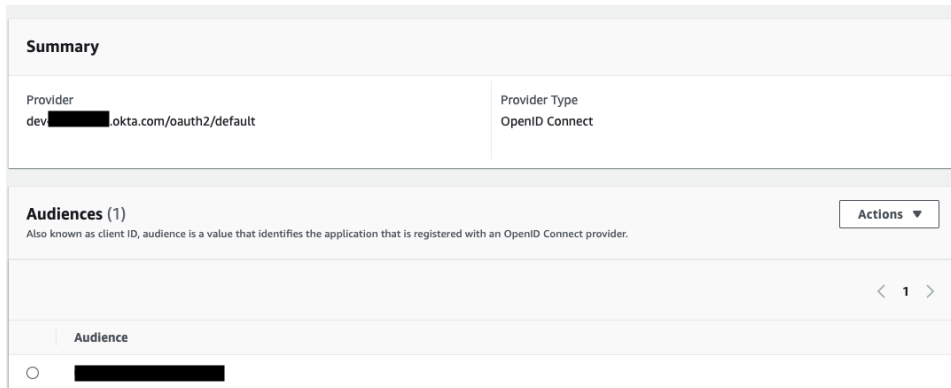 Summary
Provider
Provider Type
dev-.okta.com/oauth2/default
OpenID Connect
Audiences (1)
Actions ▼
Also known as client ID, audience is a value that identifies the application that is registered with an OpenID Connect provider.
< 1 >
Audience